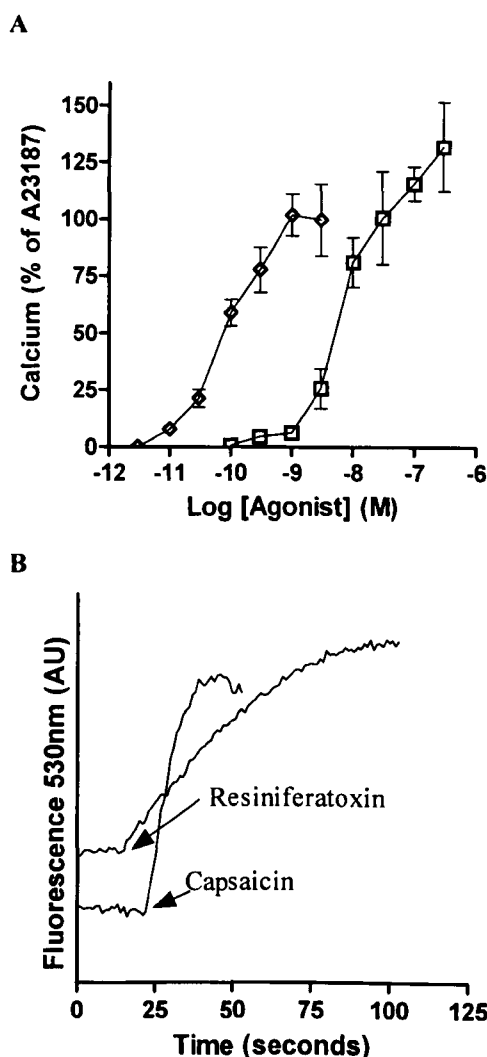 A
Calcium (% of A23187)
150
125
100
75
50
25
0
-12 -11 -10 -9 -8 -7 -6
Log [Agonist] (M)
B
Fluorescence 530nm (AU)
Resiniferatoxin
Capsaicin
0 25 50 75 100 125
Time (seconds)